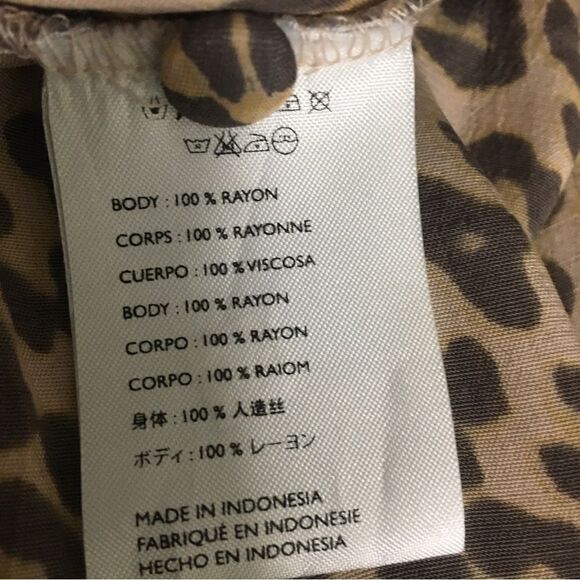 BODY : 100 % RAYON
CORPS : 100 % RAYONNE
CUERPO : 100 % VISCOSA
BODY : 100 % RAYON
CORPO : 100 % RAYON
CORPO : 100 % RAIOM
身体 : 100 % 人造丝
ボディ : 100 % レーヨン
MADE IN INDONESIA
FABRIQUÉ EN INDONESIE
HECHO EN INDONESIA